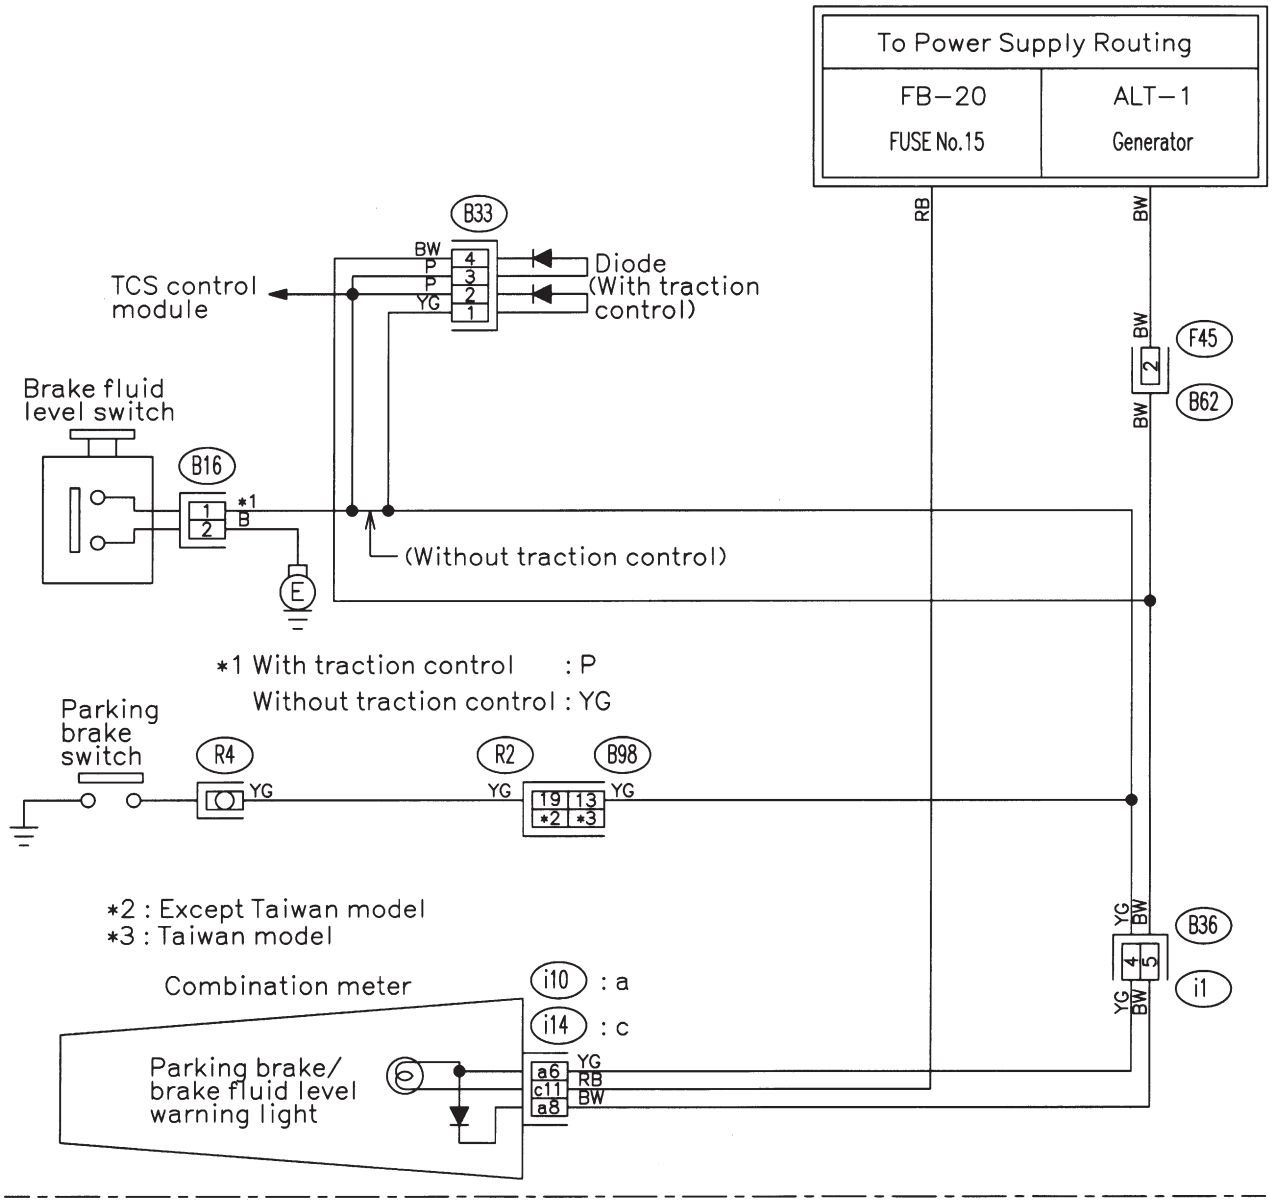 To Power Supply Routing
FB-20
ALT-1
FUSE No.15
Generator
RB
BW
B33
BW
P
P
YG
4
3
2
1
Diode
(With traction
control)
TCS control
module
BW
F45
2
B62
BW
Brake fluid
level switch
B16
*1
B
1
2
(Without traction control)
E
*1 With traction control : P
Without traction control : YG
Parking
brake
switch
R4
YG
R2
B98
YG
19 13
*2 *3
YG
*2 : Except Taiwan model
*3 : Taiwan model
YG
BW
B36
4
5
i1
YG
BW
Combination meter
i10 : a
i14 : c
Parking brake/
brake fluid level
warning light
a6
c11
a8
YG
RB
BW